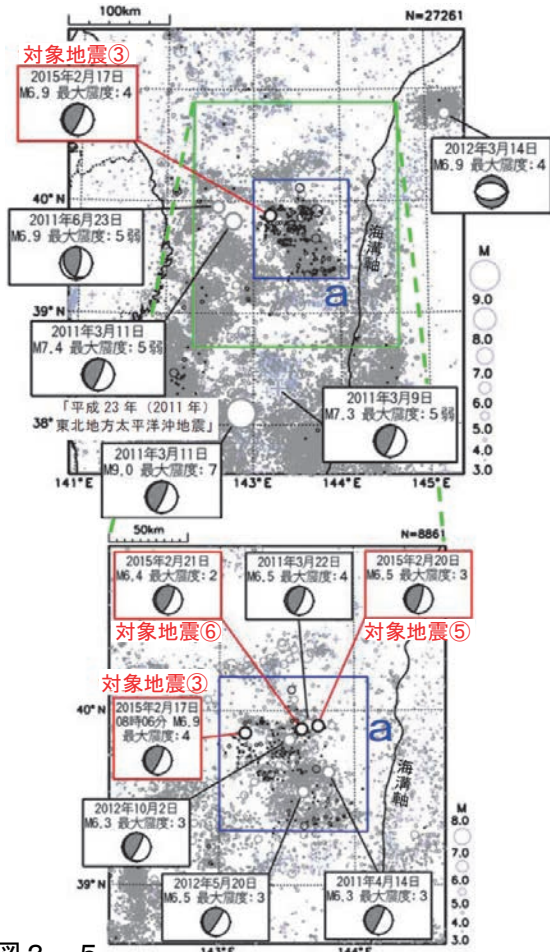 100km
N=27261
対象地震③
2015年2月17日
M6.9 最大震度:4
2012年3月14日
M6.9 最大震度:4
40°N
2011年6月23日
M6.9 最大震度:5弱
海溝軸
a
M
9.0
8.0
7.0
6.0
5.0
4.0
3.0
39°N
2011年3月11日
M7.4 最大震度:5弱
「平成23年(2011年)
東北地方太平洋沖地震」
38°
2011年3月9日
M7.3 最大震度:5弱
2011年3月11日
M9.0 最大震度:7
141°E
143°E
144°E
145°E
50km
N=8861
2015年2月21日
M6.4 最大震度:2
対象地震⑥
2011年3月22日
M6.5 最大震度:4
2015年2月20日
M6.5 最大震度:3
対象地震⑤
対象地震③
2015年2月17日
08時06分 M6.9
最大震度:4
40°N
a
海溝軸
2012年10月2日
M6.3 最大震度:3
M
8.0
7.0
6.0
5.0
4.0
3.0
39°N
2012年5月20日
M6.5 最大震度:3
2011年4月14日
M6.3 最大震度:3